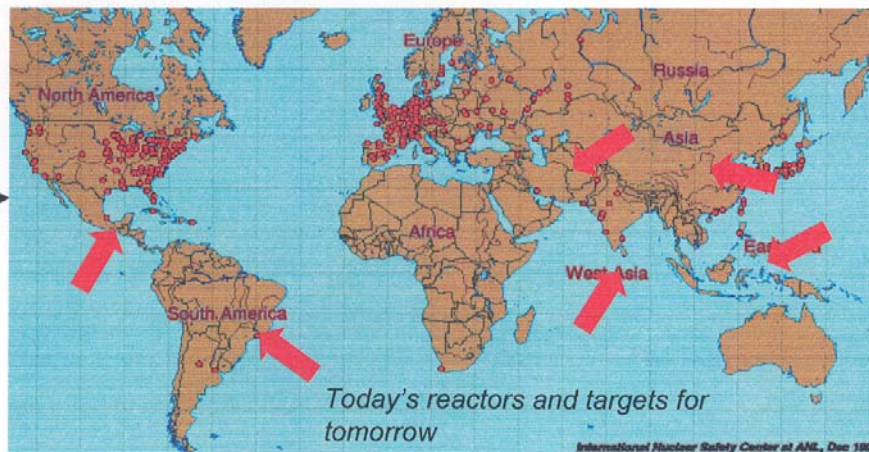 Europe
Russia
North America
Asia
Africa
West Asia
South America
Today's reactors and targets for
tomorrow
International Nuclear Safety Center at ANL, Dec